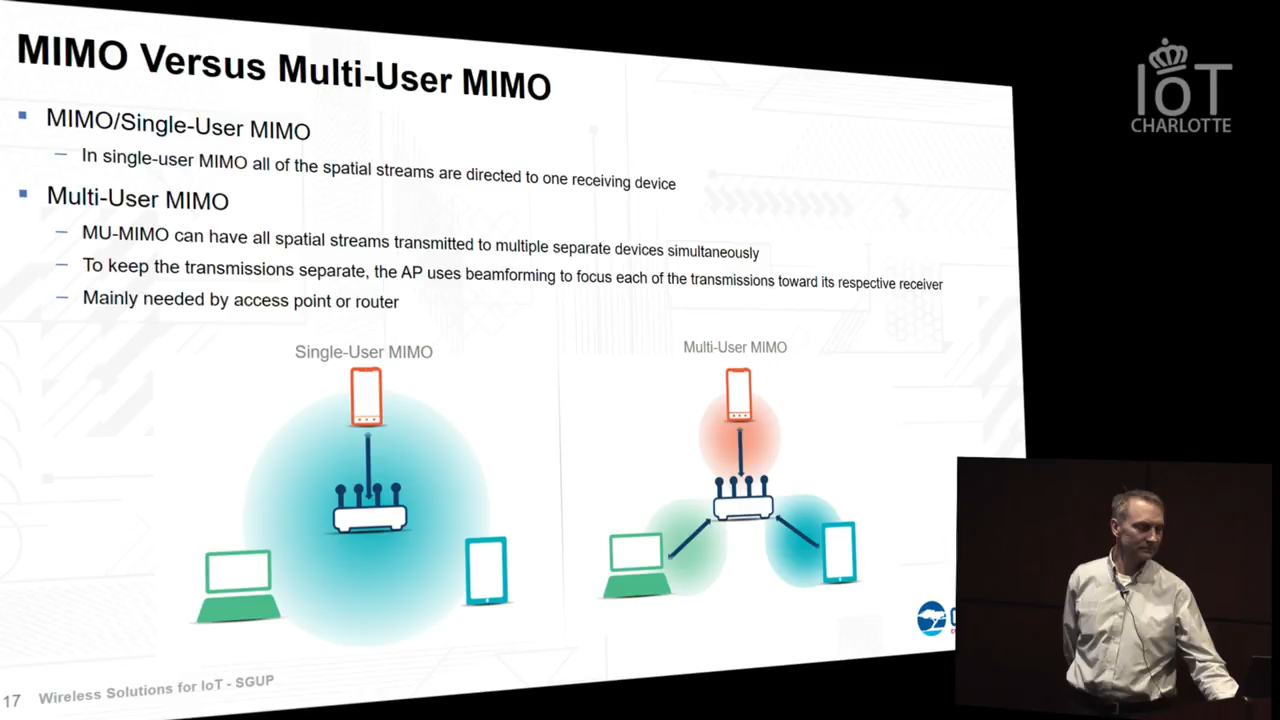 MIMO Versus Multi-User MIMO
MIMO/Single-User MIMO
In single-user MIMO all of the spatial streams are directed to one receiving device
Multi-User MIMO
MU-MIMO can have all spatial streams transmitted to multiple separate devices simultaneously
To keep the transmissions separate, the AP uses beamforming to focus each of the transmissions toward its respective receiver
Mainly needed by access point or router
Single-User MIMO
Multi-User MIMO
17 Wireless Solutions for IoT - SGUP
IoT
CHARLOTTE